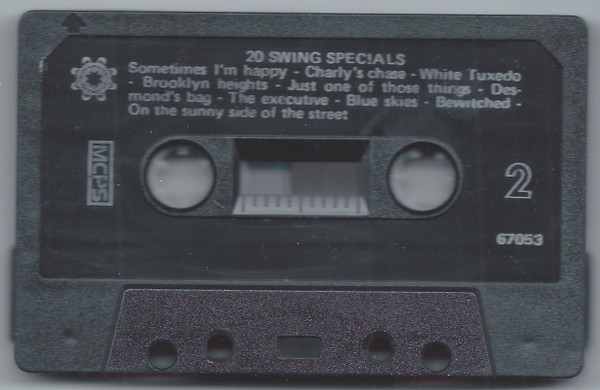 20 SWING SPECIALS
Sometimes I'm happy - Charly's chase - White Tuxedo
- Brooklyn heights - Just one of those things - Des-
mond's bag - The executive - Blue skies - Bewitched -
On the sunny side of the street
MCPS
2
67053